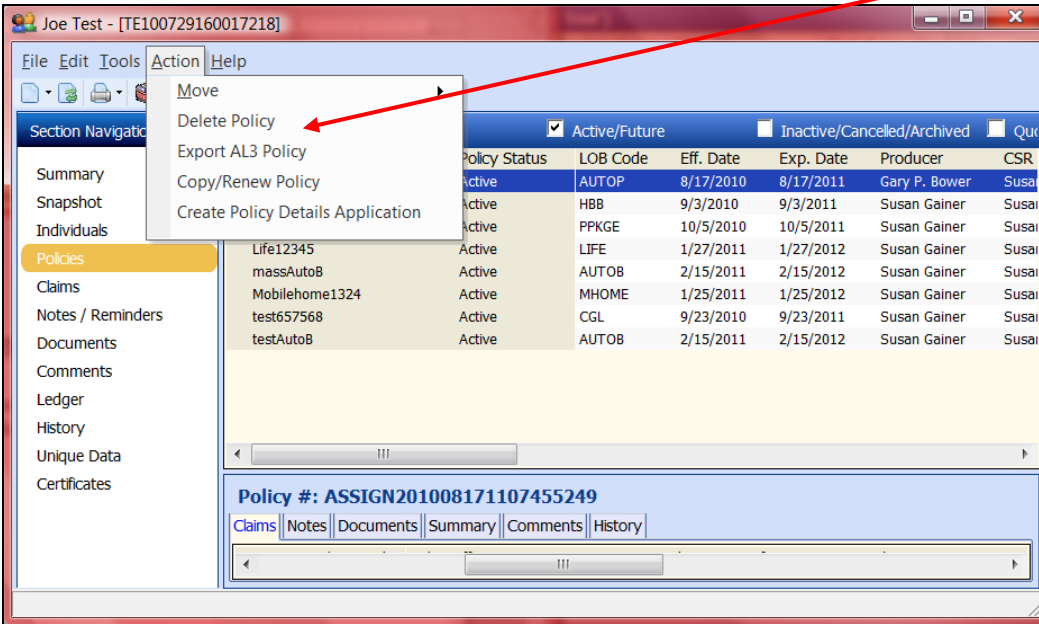 Joe Test - [TE100729160017218]
File Edit Tools Action Help
Move
Delete Policy
Export AL3 Policy
Copy/Renew Policy
Create Policy Details Application
Section
Active/Future Inactive/Cancelled/Archived
Policy Status LOB Code Eff. Date Exp. Date Producer CSR
Active AUTOP 8/17/2010 8/17/2011 Gary P. Bower
Active HBB 9/3/2010 9/3/2011 Susan Gainer
Active PPKGE 10/5/2010 10/5/2011 Susan Gainer
Life12345 Active LIFE 1/27/2011 1/27/2012 Susan Gainer
massAutoB Active AUTOB 2/15/2011 2/15/2012 Susan Gainer
Mobilehome1324 Active MHOME 1/25/2011 1/25/2012 Susan Gainer
test657568 Active CGL 9/23/2010 9/23/2011 Susan Gainer
testAutoB Active AUTOB 2/15/2011 2/15/2012 Susan Gainer
Summary
Snapshot
Individuals
Policies
Claims
Notes / Reminders
Documents
Comments
Ledger
History
Unique Data
Certificates
Policy #: ASSIGN201008171107455249
Claims Notes Documents Summary Comments History